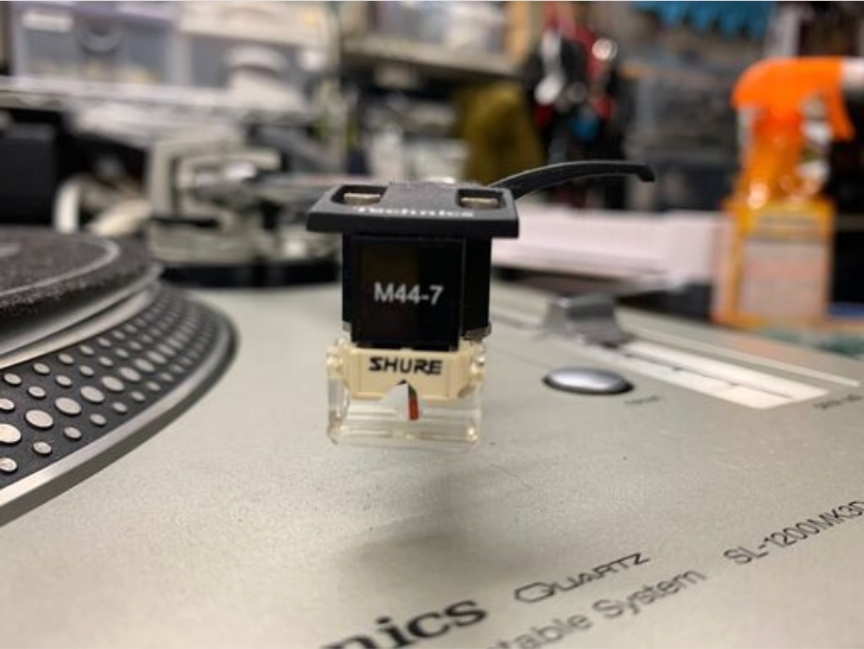 Technics
M44-7
SHURE
nics
QUARTZ
table System
SL-1200MK3D